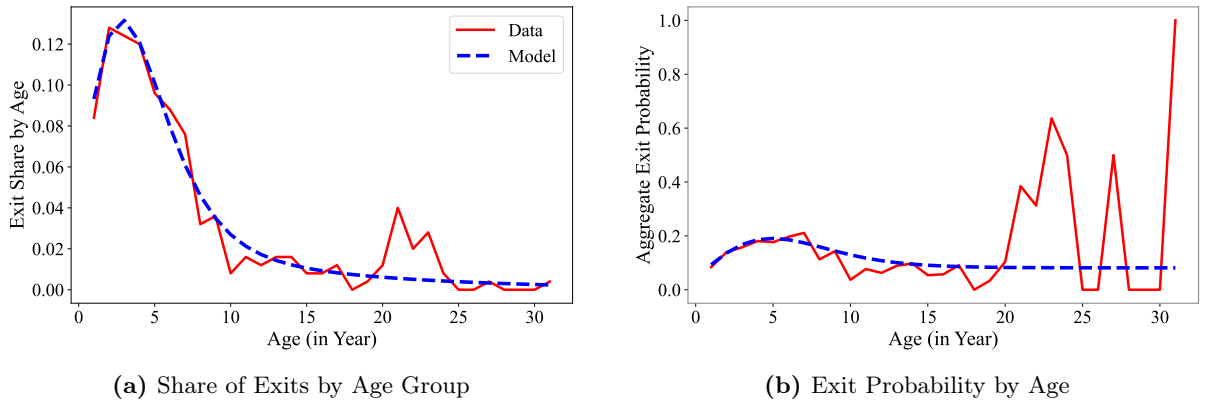 Exit Share by Age
0.12
0.10
0.08
0.06
0.04
0.02
0.00
0 5 10 15 20 25 30
Age (in Year)
Data
Model
(a) Share of Exits by Age Group
Aggregate Exit Probability
1.0
0.8
0.6
0.4
0.2
0.0
0 5 10 15 20 25 30
Age (in Year)
(b) Exit Probability by Age